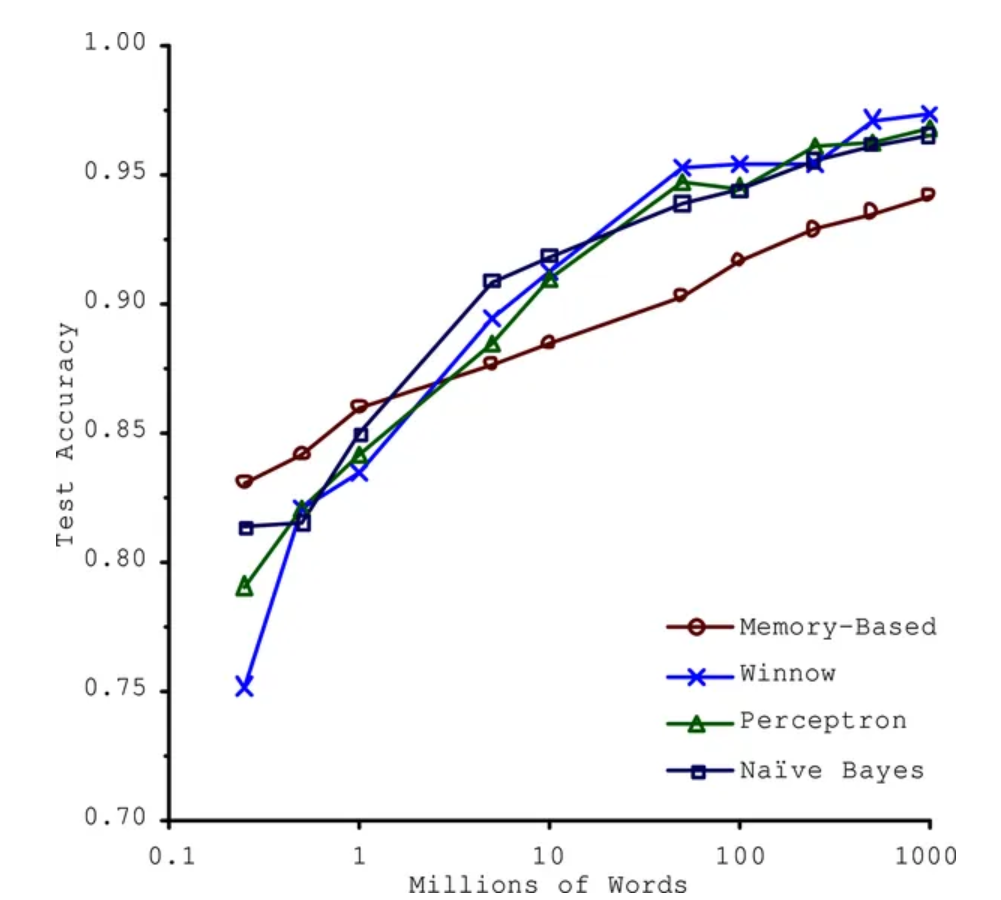 1.00
0.95
0.90
0.85
0.80
0.75
0.70
Test Accuracy
0.1 1 10 100 1000
Millions of Words
Memory-Based
Winnow
Perceptron
Naïve Bayes